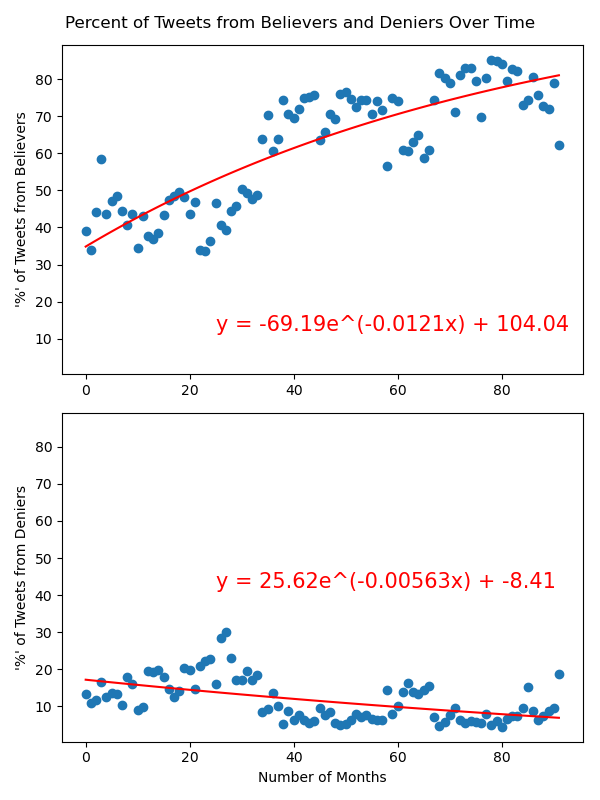 Percent of Tweets from Believers and Deniers Over Time
'%' of Tweets from Believers
80
70
60
50
40
30
20
10
y = -69.19e^(-0.0121x) + 104.04
0 20 40 60 80
'%' of Tweets from Deniers
80
70
60
50
40
30
20
10
y = 25.62e^(-0.00563x) + -8.41
0 20 40 60 80
Number of Months